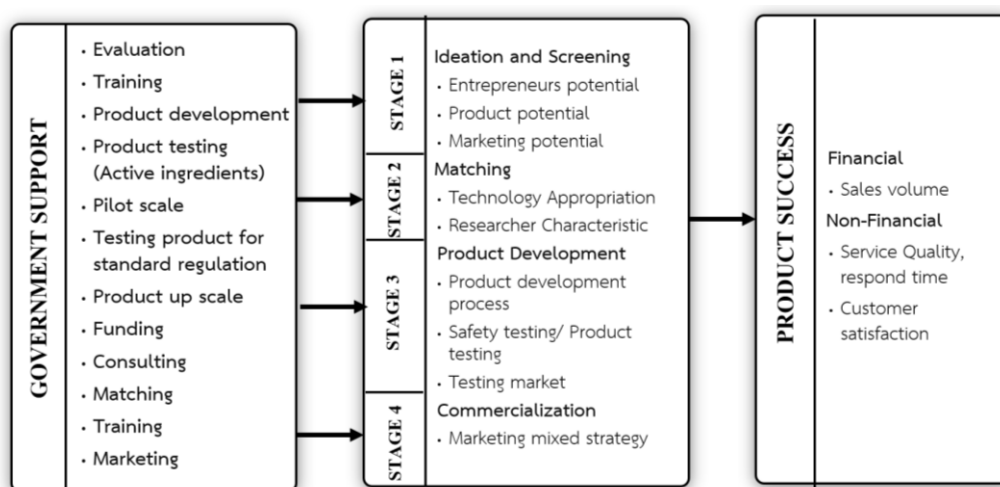 GOVERNMENT SUPPORT
· Evaluation
· Training
· Product development
· Product testing
(Active ingredients)
· Pilot scale
· Testing product for
standard regulation
· Product up scale
· Funding
· Consulting
· Matching
· Training
· Marketing
STAGE 1
Ideation and Screening
· Entrepreneurs potential
· Product potential
· Marketing potential
STAGE 2
Matching
· Technology Appropriation
· Researcher Characteristic
STAGE 3
Product Development
· Product development
process
· Safety testing/ Product
testing
· Testing market
STAGE 4
Commercialization
· Marketing mixed strategy
PRODUCT SUCCESS
Financial
· Sales volume
Non-Financial
· Service Quality,
respond time
· Customer
satisfaction